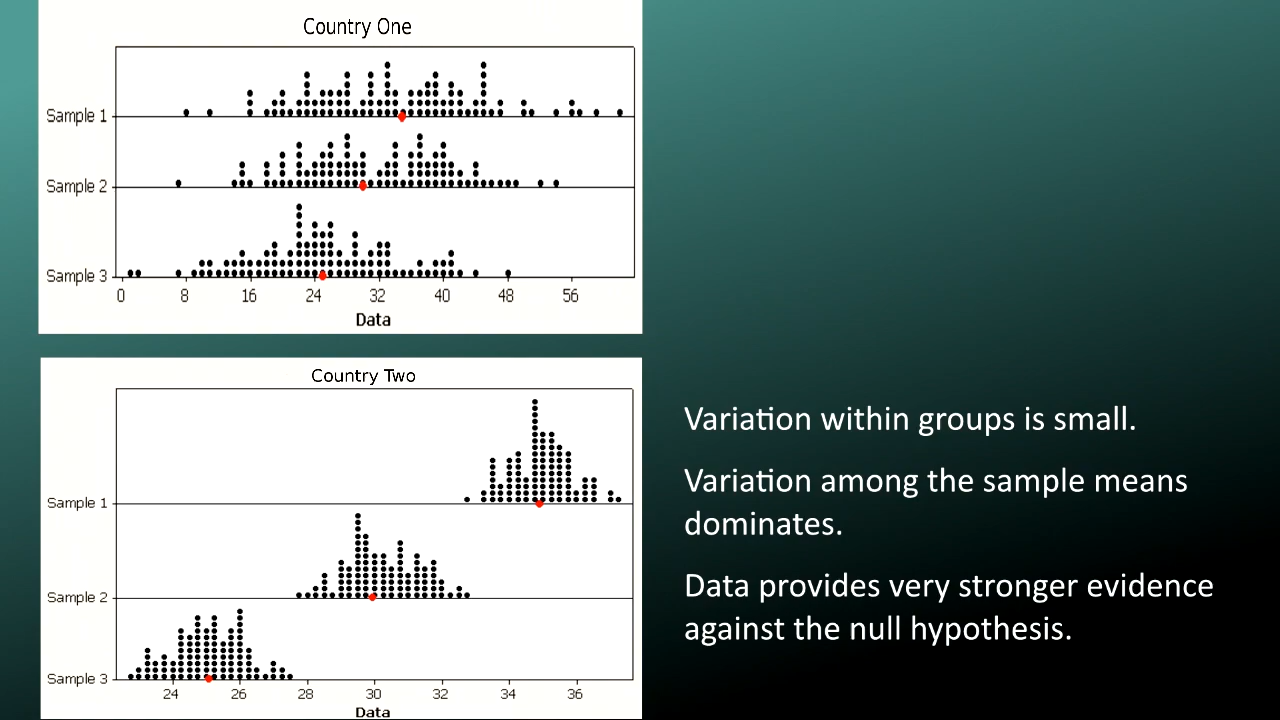 Country One
Sample 1
Sample 2
Sample 3
0 8 16 24 32 40 48 56
Data
Country Two
Sample 1
Sample 2
Sample 3
24 26 28 30 32 34 36
Data
Variation within groups is small.
Variation among the sample means
dominates.
Data provides very stronger evidence
against the null hypothesis.